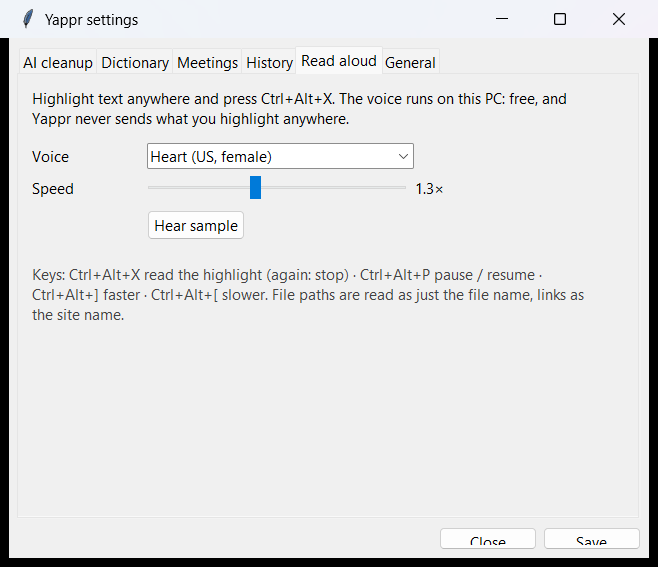 Yappr settings
AI cleanup Dictionary Meetings History Read aloud General
Highlight text anywhere and press Ctrl+Alt+X. The voice runs on this PC: free, and
Yappr never sends what you highlight anywhere.
Voice Heart (US, female)
Speed 1.3×
Hear sample
Keys: Ctrl+Alt+X read the highlight (again: stop) · Ctrl+Alt+P pause / resume ·
Ctrl+Alt+] faster · Ctrl+Alt+[ slower. File paths are read as just the file name, links as
the site name.
Close Save